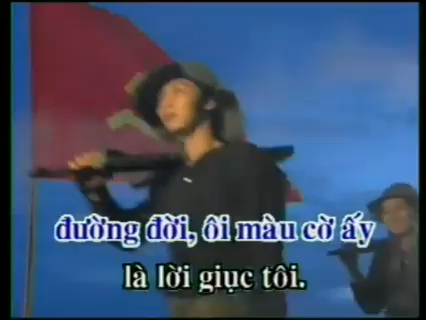 đường đời, ôi màu cờ ấy
là lời giục tôi.